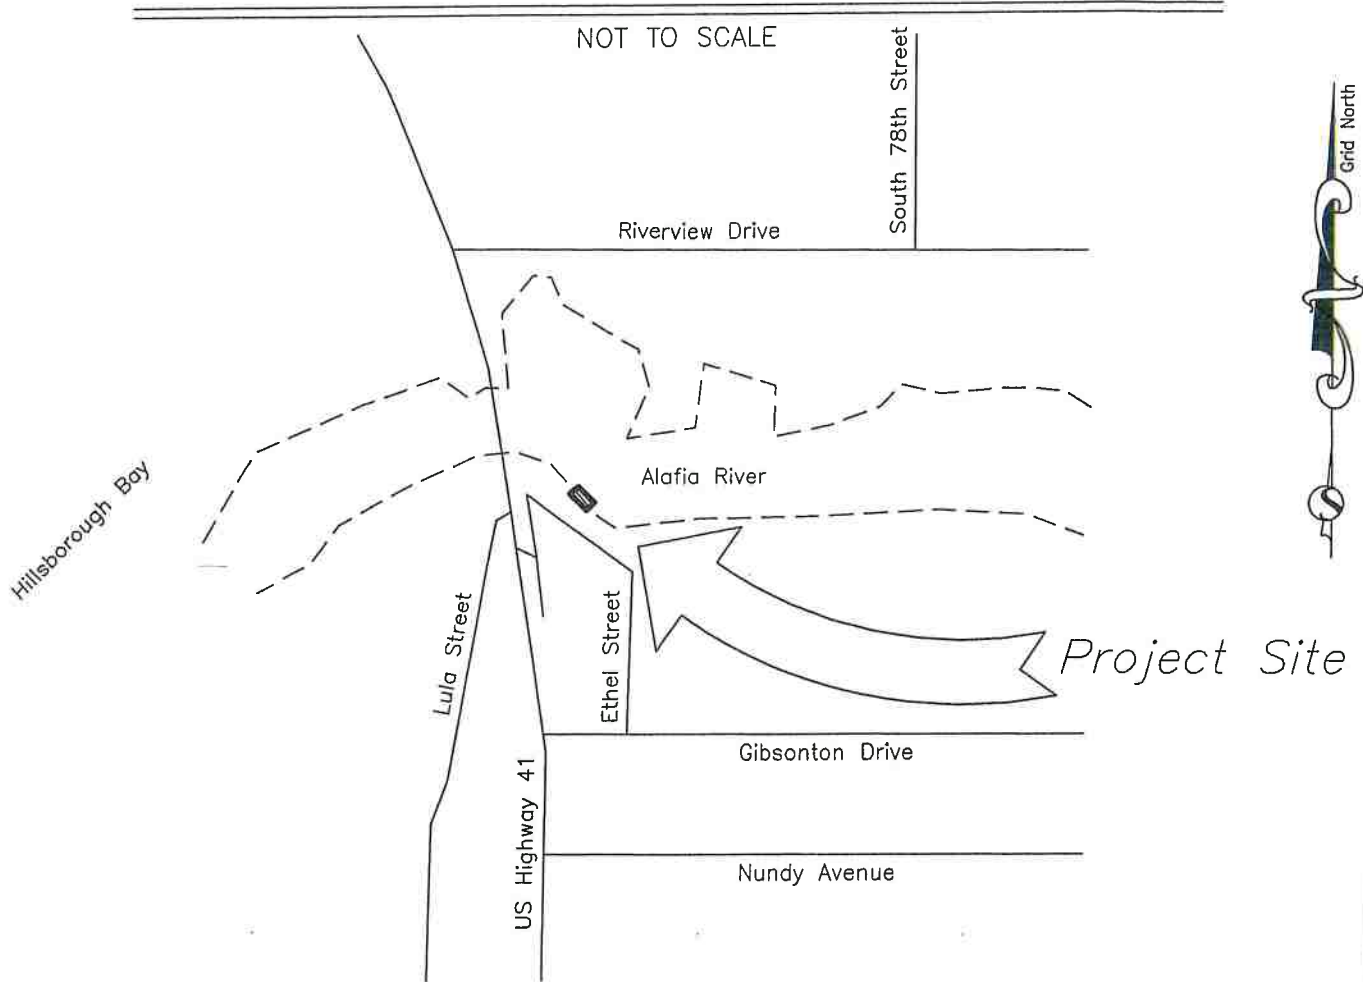 NOT TO SCALE
South 78th Street
Grid North
Riverview Drive
Alafia River
Hillsborough Bay
Lula Street
Ethel Street
Project Site
Gibsonton Drive
US Highway 41
Nundy Avenue